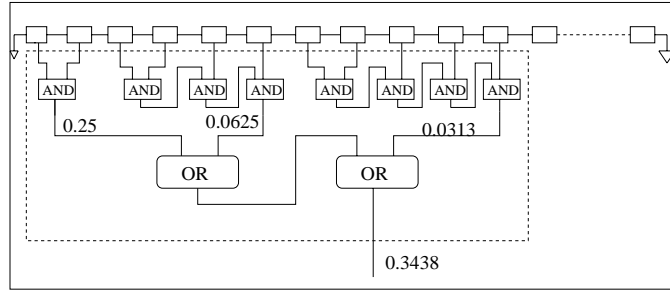 AND AND AND AND AND AND AND AND
0.25 0.0625 0.0313
OR OR
0.3438